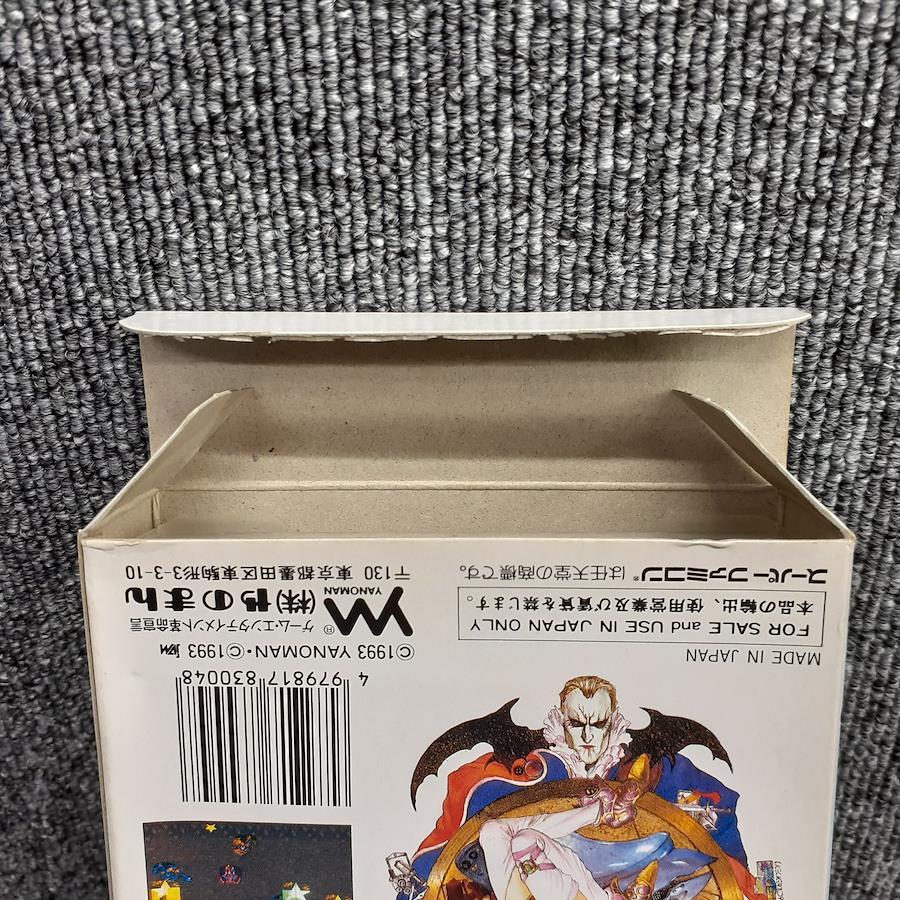 MADE IN JAPAN
FOR SALE and USE IN JAPAN ONLY
本品の輸出、使用営業及び賃貸を禁じます。
スーパーファミコン®は任天堂の商標です。
4 979817 830048
©1993 YANOMAN・©1993
ゲーム・エンタテイメント革命宣言
YM®
YANOMAN
(株)やのまん
〒130 東京都墨田区東駒形3-3-10